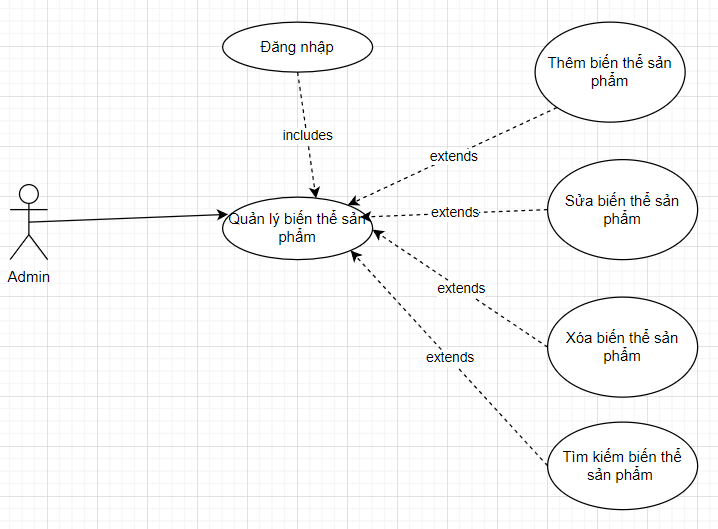 Đăng nhập
Thêm biến thể sản
phẩm
includes
extends
Sửa biến thể sản
phẩm
extends
Quản lý biến thể sản
phẩm
Admin
extends
Xóa biến thể sản
phẩm
extends
Tìm kiếm biến thể
sản phẩm